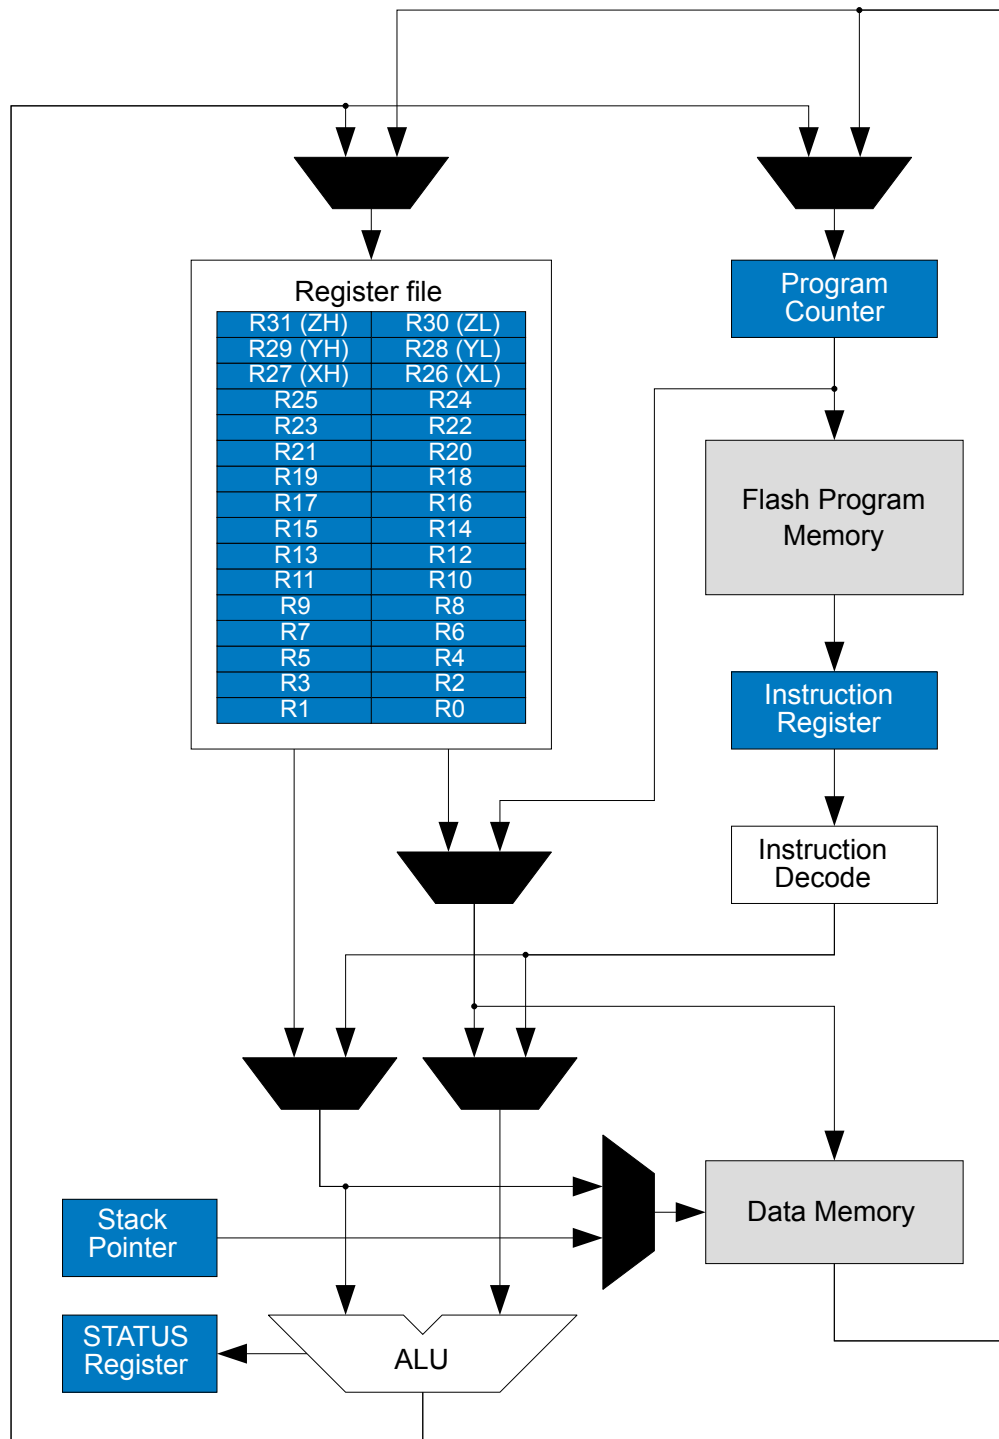 Register file
R31 (ZH) R30 (ZL)
R29 (YH) R28 (YL)
R27 (XH) R26 (XL)
R25 R24
R23 R22
R21 R20
R19 R18
R17 R16
R15 R14
R13 R12
R11 R10
R9 R8
R7 R6
R5 R4
R3 R2
R1 R0
Program
Counter
Flash Program
Memory
Instruction
Register
Instruction
Decode
Stack
Pointer
Data Memory
STATUS
Register
ALU